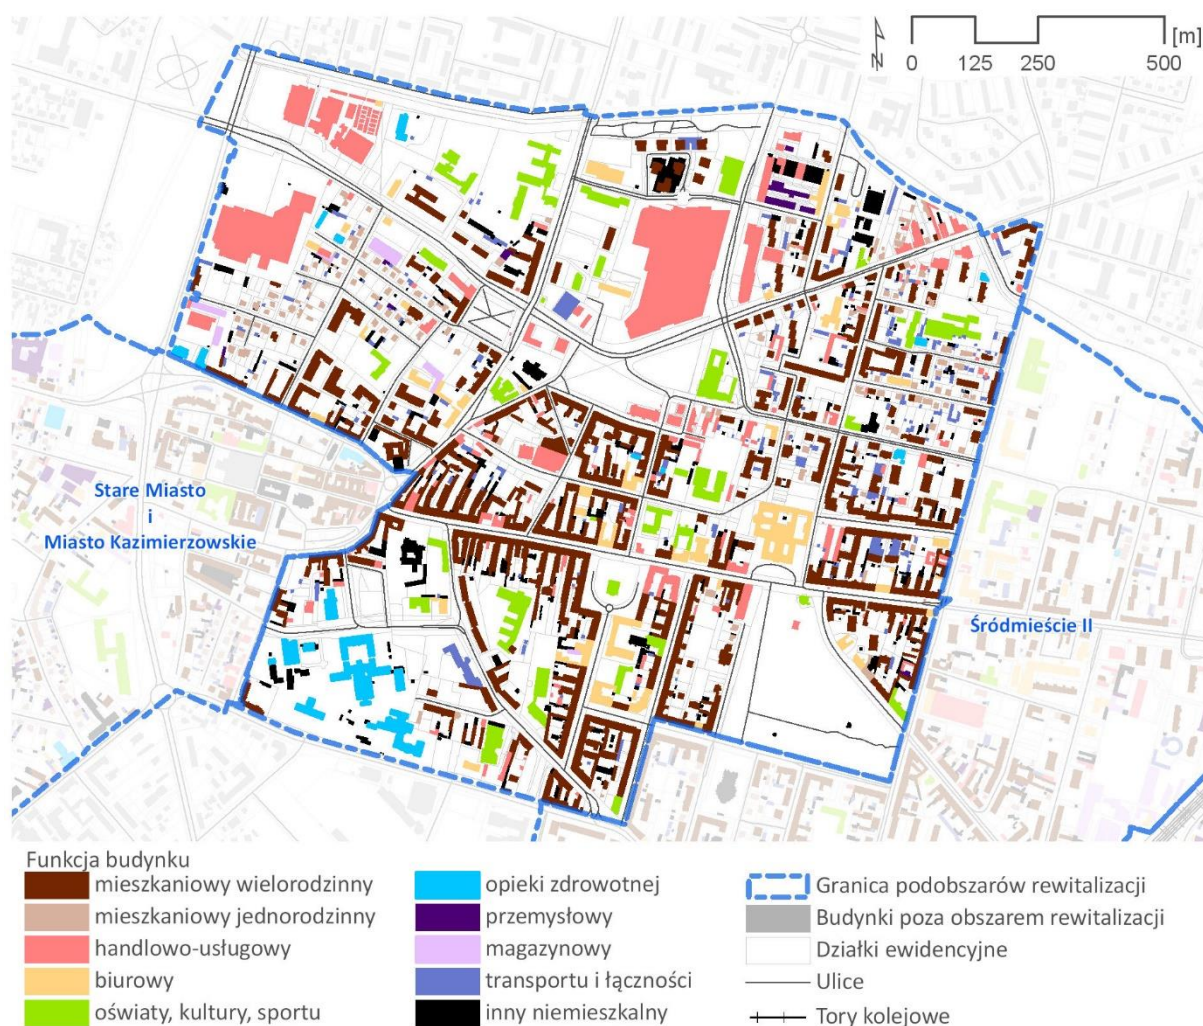 [m]
N
0 125 250 500
Stare Miasto
i
Miasto Kazimierzowskie
Śródmieście II
Funkcja budynku
mieszkaniowy wielorodzinny
mieszkaniowy jednorodzinny
handlowo-usługowy
biurowy
oświaty, kultury, sportu
opieki zdrowotnej
przemysłowy
magazynowy
transportu i łączności
inny niemieszkalny
Granica podobszarów rewitalizacji
Budynki poza obszarem rewitalizacji
Działki ewidencyjne
Ulice
Tory kolejowe